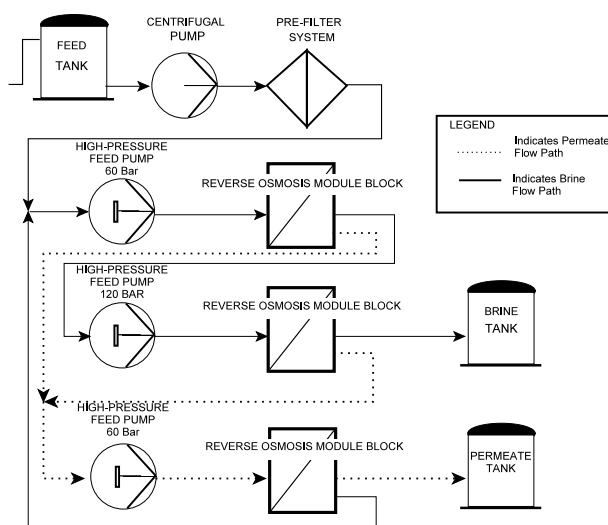 FEED
TANK
CENTRIFUGAL
PUMP
PRE-FILTER
SYSTEM
LEGEND
Indicates Permeate
Flow Path
Indicates Brine
Flow Path
HIGH-PRESSURE
FEED PUMP
60 Bar
REVERSE OSMOSIS MODULE BLOCK
HIGH-PRESSURE
FEED PUMP
120 BAR
REVERSE OSMOSIS MODULE BLOCK
BRINE
TANK
HIGH-PRESSURE
FEED PUMP
60 Bar
REVERSE OSMOSIS MODULE BLOCK
PERMEATE
TANK